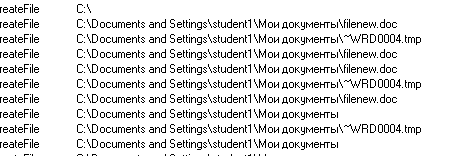 reateFile C:\
reateFile C:\Documents and Settings\student1\Мои документы\filenew.doc
reateFile C:\Documents and Settings\student1\Мои документы\~WRD0004.tmp
reateFile C:\Documents and Settings\student1\Мои документы\filenew.doc
reateFile C:\Documents and Settings\student1\Мои документы\filenew.doc
reateFile C:\Documents and Settings\student1\Мои документы\~WRD0004.tmp
reateFile C:\Documents and Settings\student1\Мои документы\filenew.doc
reateFile C:\Documents and Settings\student1\Мои документы
reateFile C:\Documents and Settings\student1\Мои документы\~WRD0004.tmp
reateFile C:\Documents and Settings\student1\Мои документы